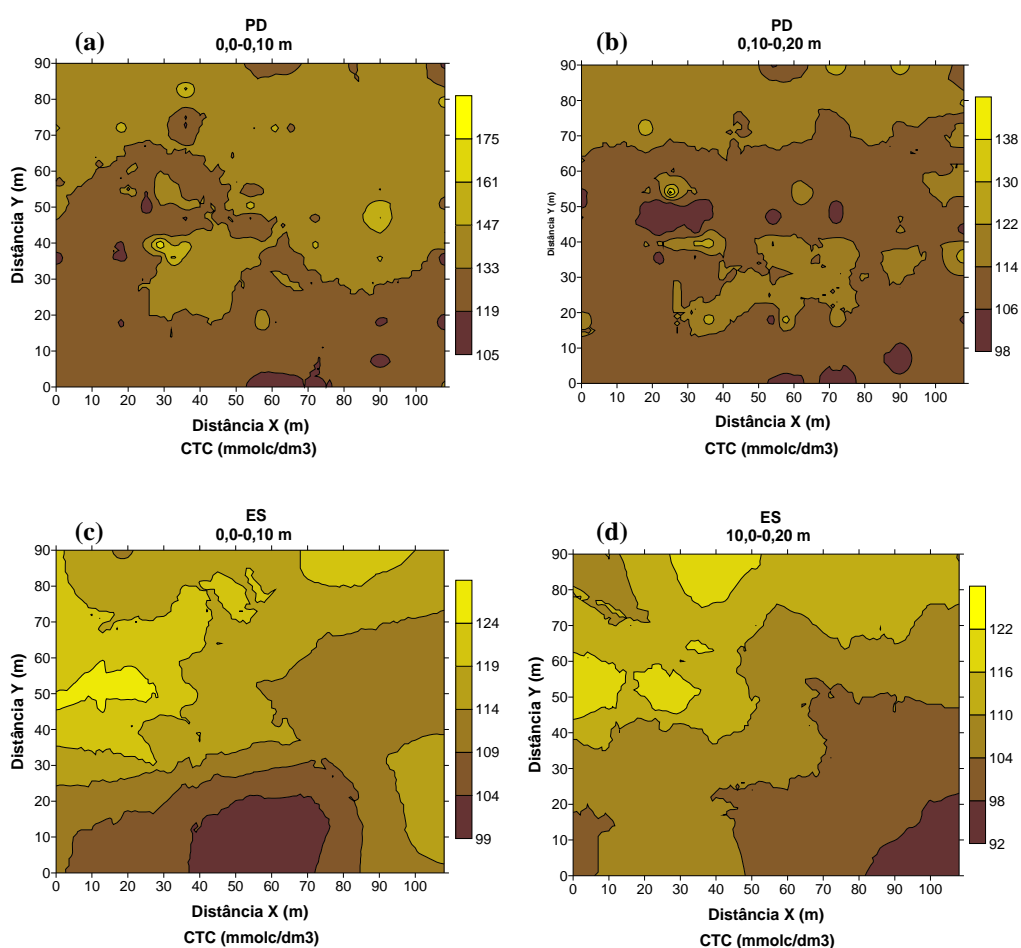 (a)
PD
0,0-0,10 m
90
80
70
60
50
40
30
20
10
0
Distância Y (m)
0 10 20 30 40 50 60 70 80 90 100
Distância X (m)
CTC (mmolc/dm3)
175
161
147
133
119
105
(b)
PD
0,10-0,20 m
90
80
70
60
50
40
30
20
10
0
Distância Y (m)
0 10 20 30 40 50 60 70 80 90 100
Distância X (m)
CTC (mmolc/dm3)
138
130
122
114
106
98
(c)
ES
0,0-0,10 m
90
80
70
60
50
40
30
20
10
0
Distância Y (m)
0 10 20 30 40 50 60 70 80 90 100
Distância X (m)
CTC (mmolc/dm3)
124
119
114
109
104
99
(d)
ES
10,0-0,20 m
90
80
70
60
50
40
30
20
10
0
Distância Y (m)
0 10 20 30 40 50 60 70 80 90 100
Distância X (m)
CTC (mmolc/dm3)
122
116
110
104
98
92